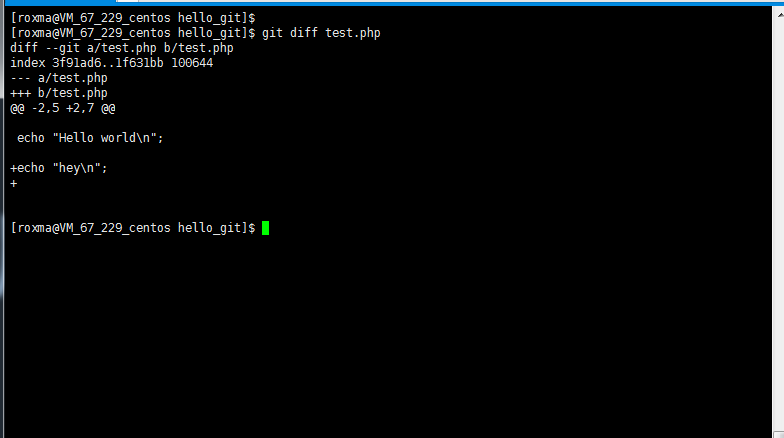 [roxma@VM_67_229_centos hello_git]$
[roxma@VM_67_229_centos hello_git]$ git diff test.php
diff --git a/test.php b/test.php
index 3f91ad6..1f631bb 100644
--- a/test.php
+++ b/test.php
@@ -2,5 +2,7 @@
 echo "Hello world\n";
+echo "hey\n";
+
[roxma@VM_67_229_centos hello_git]$